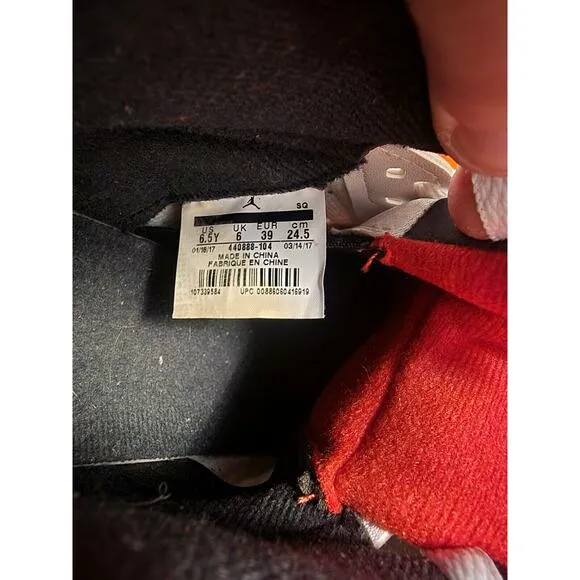 SQ
US UK EUR cm
6.5Y 6 39 24.5
01/16/17 440888-104 03/14/17
MADE IN CHINA
FABRIQUE EN CHINE
107339584 UPC 00886060416919